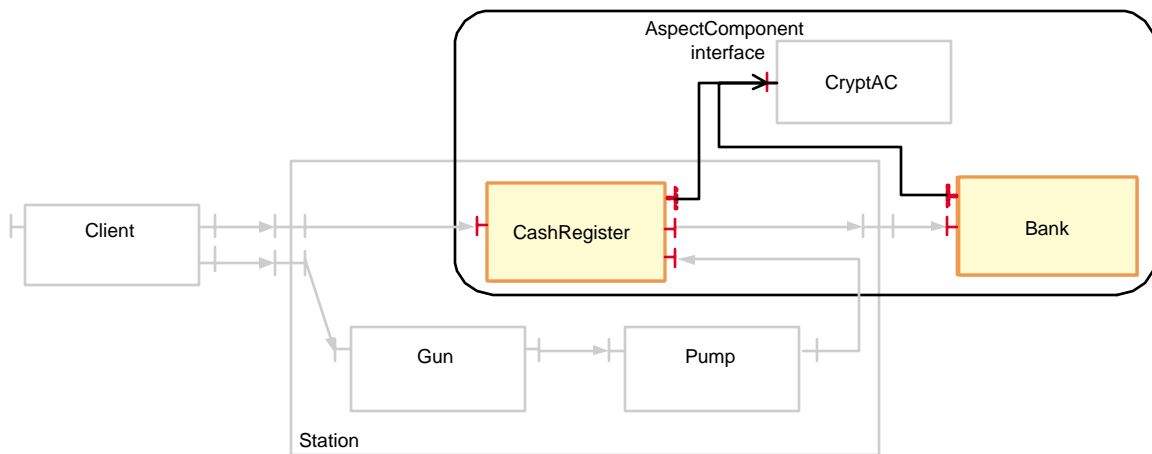 AspectComponent
interface
CryptAC
Client
CashRegister
Bank
Gun
Pump
Station